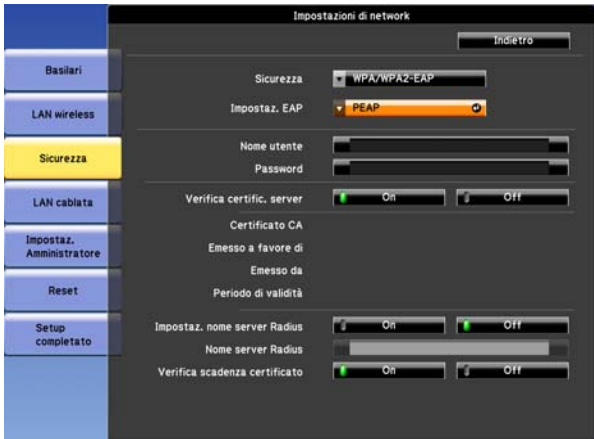 Impostazioni di network
Indietro
Basilari
LAN wireless
Sicurezza
LAN cablata
Impostaz.
Amministratore
Reset
Setup
completato
Sicurezza WPA/WPA2-EAP
Impostaz. EAP PEAP
Nome utente
Password
Verifica certific. server On Off
Certificato CA
Emesso a favore di
Emesso da
Periodo di validità
Impostaz. nome server Radius On Off
Nome server Radius
Verifica scadenza certificato On Off